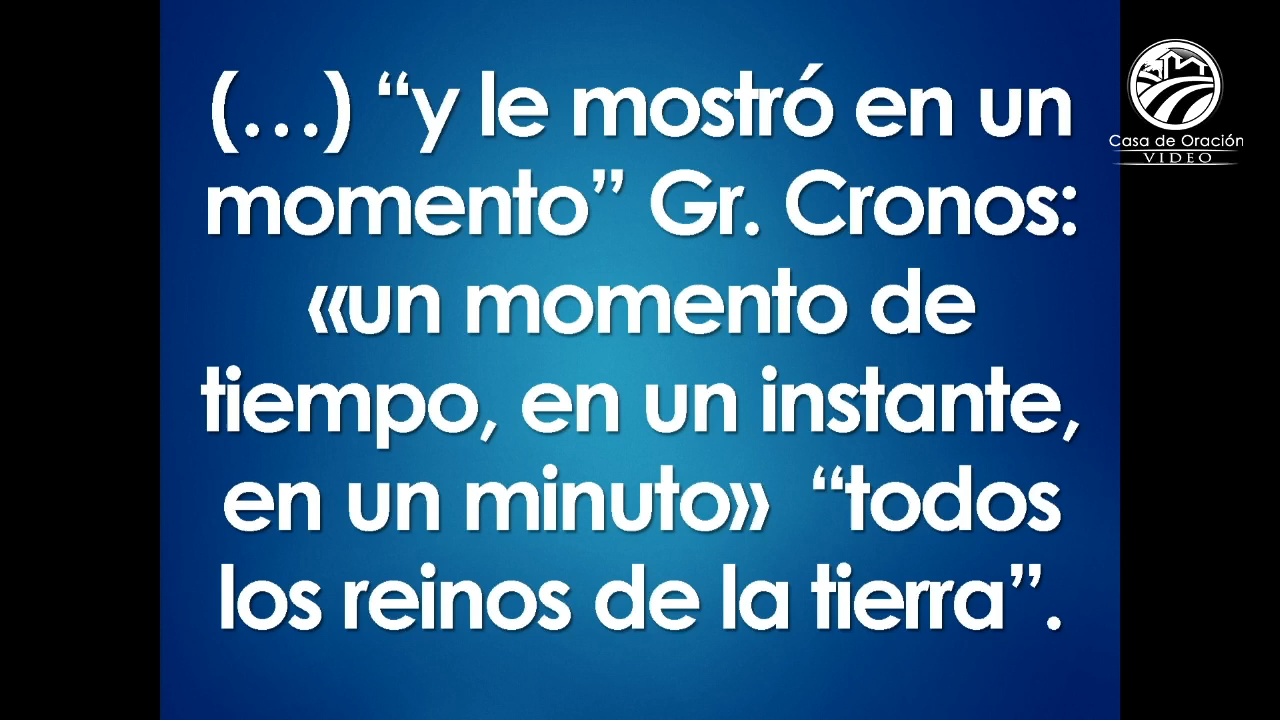 (…) “y le mostró en un
momento” Gr. Cronos:
«un momento de
tiempo, en un instante,
en un minuto» “todos
los reinos de la tierra”.
Casa de Oración
VIDEO